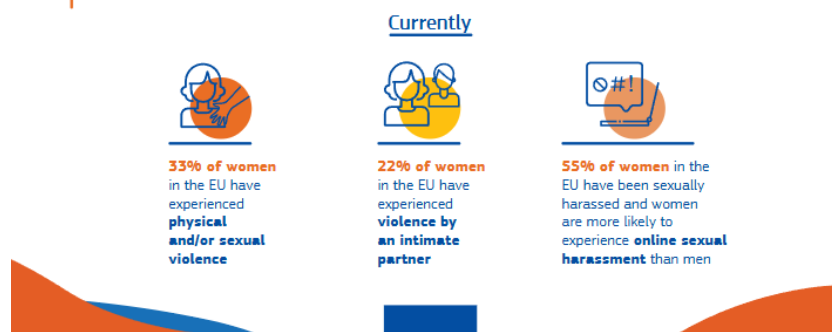 Currently
#!
33% of women
in the EU have
experienced
physical
and/or sexual
violence
22% of women
in the EU have
experienced
violence by
an intimate
partner
55% of women in the
EU have been sexually
harassed and women
are more likely to
experience online sexual
harassment than men